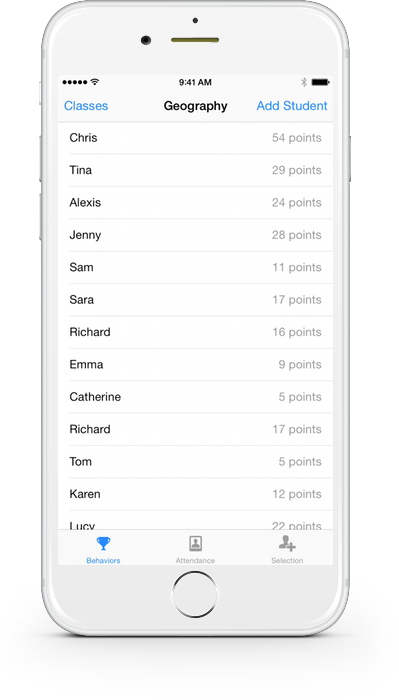 9:41 AM
Classes Geography Add Student
Chris 54 points
Tina 29 points
Alexis 24 points
Jenny 28 points
Sam 11 points
Sara 17 points
Richard 16 points
Emma 9 points
Catherine 5 points
Richard 17 points
Tom 5 points
Karen 12 points
Lucy 22 points
Behaviors Attendance Selection